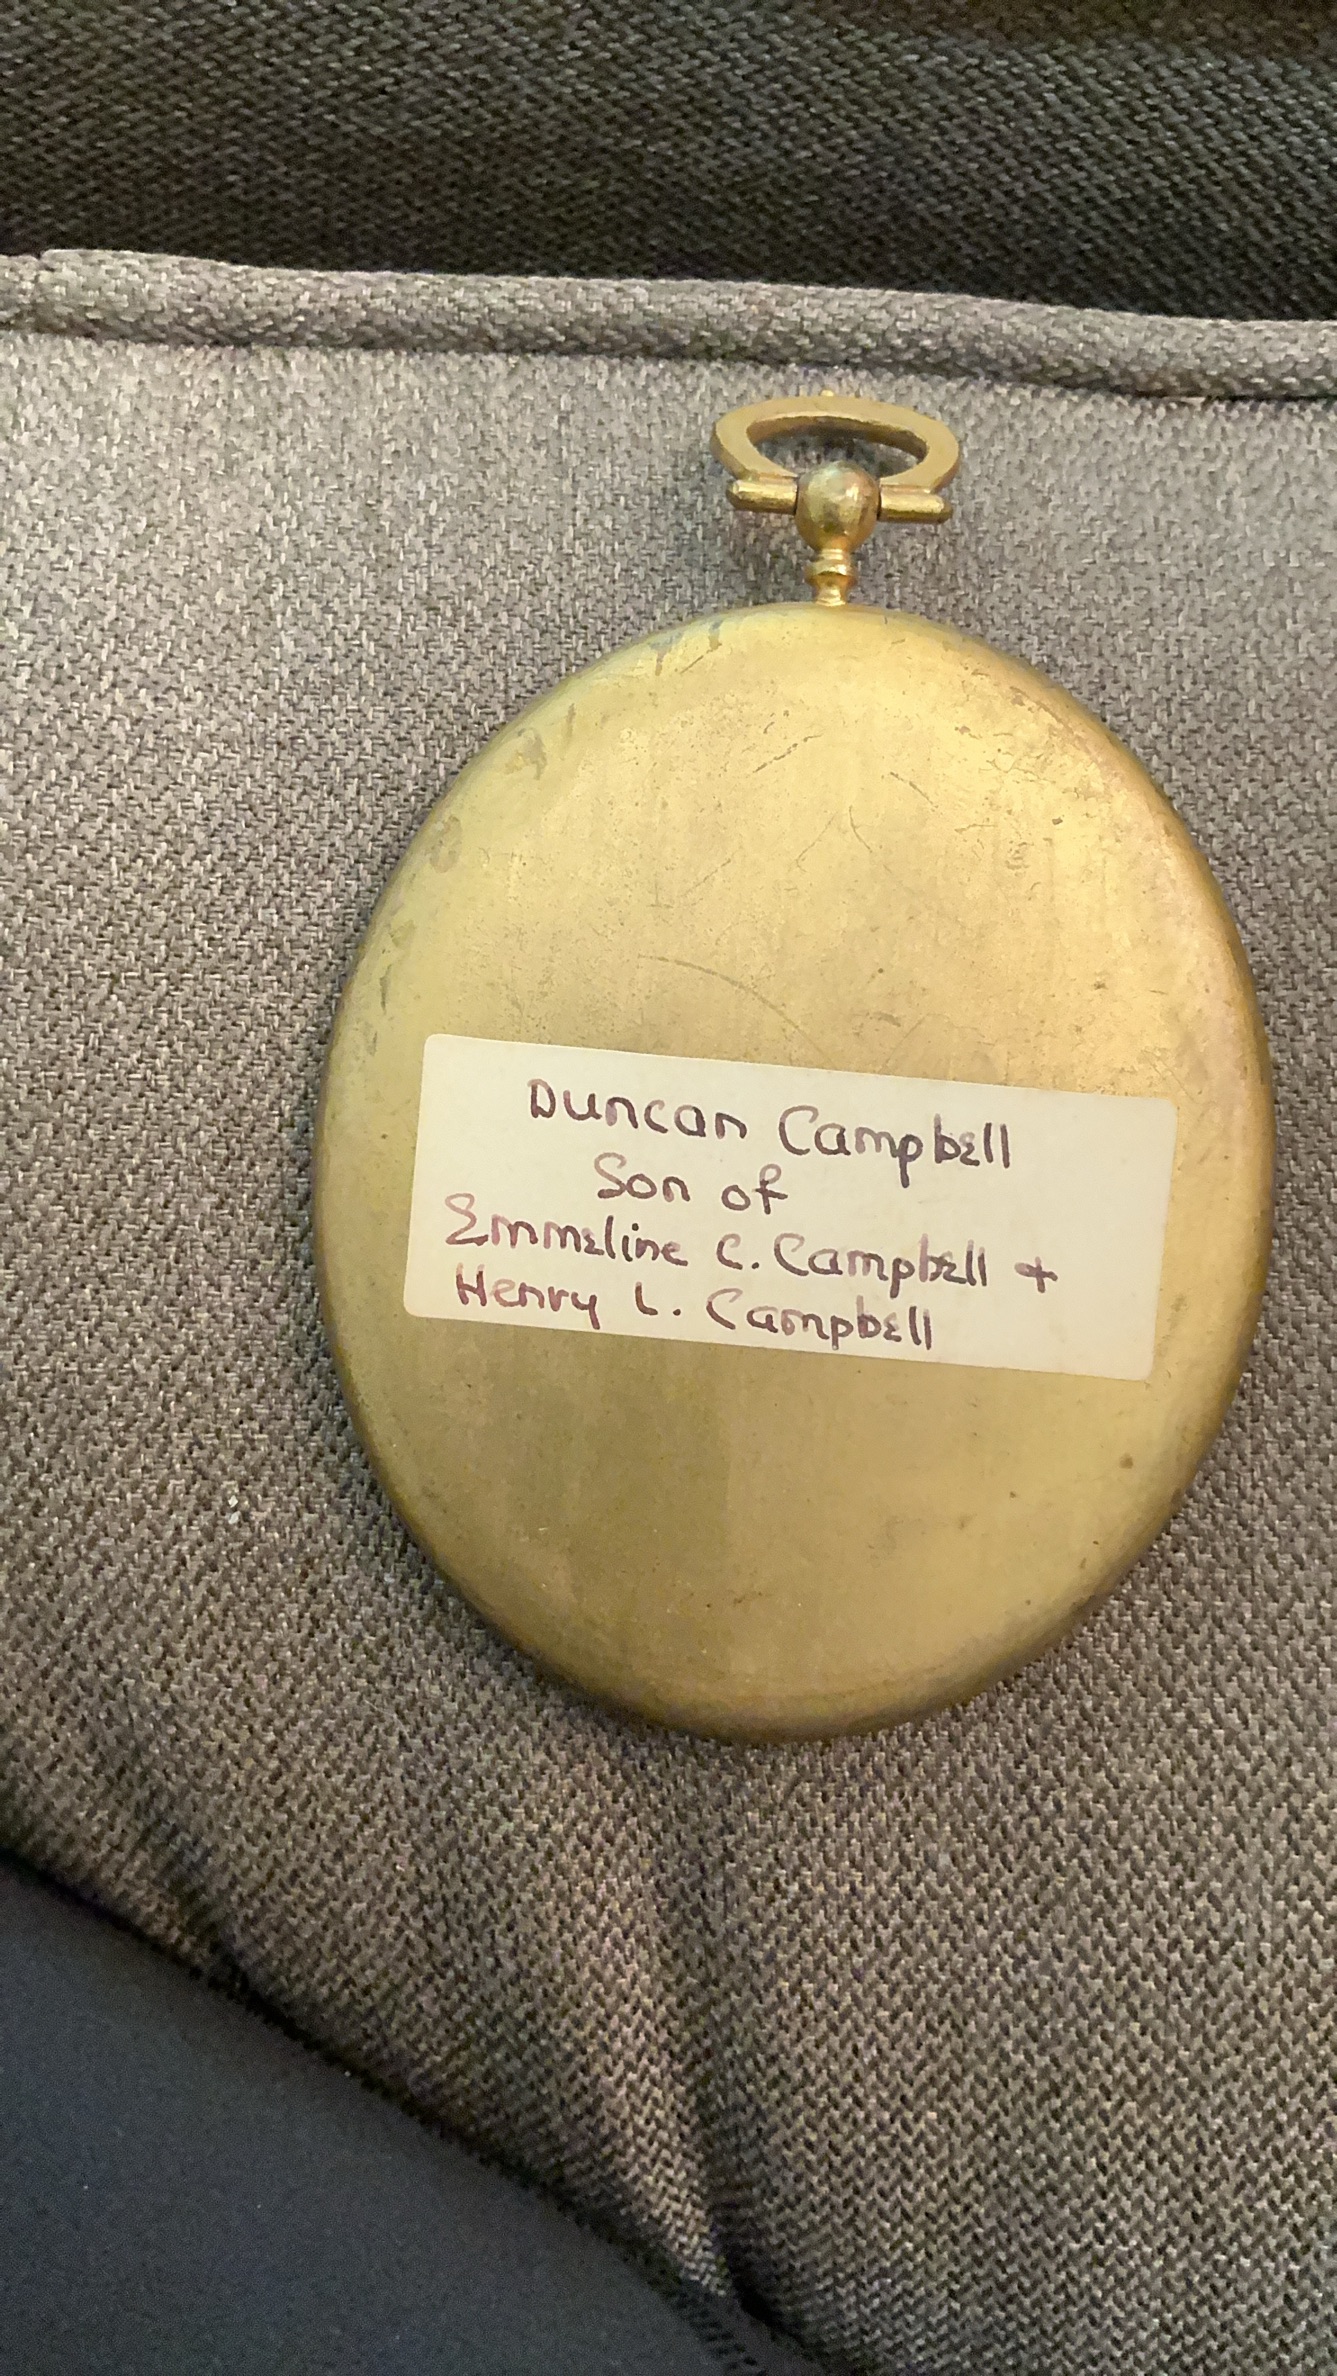 Duncan Campbell
Son of
Emmeline C. Campbell +
Henry L. Campbell